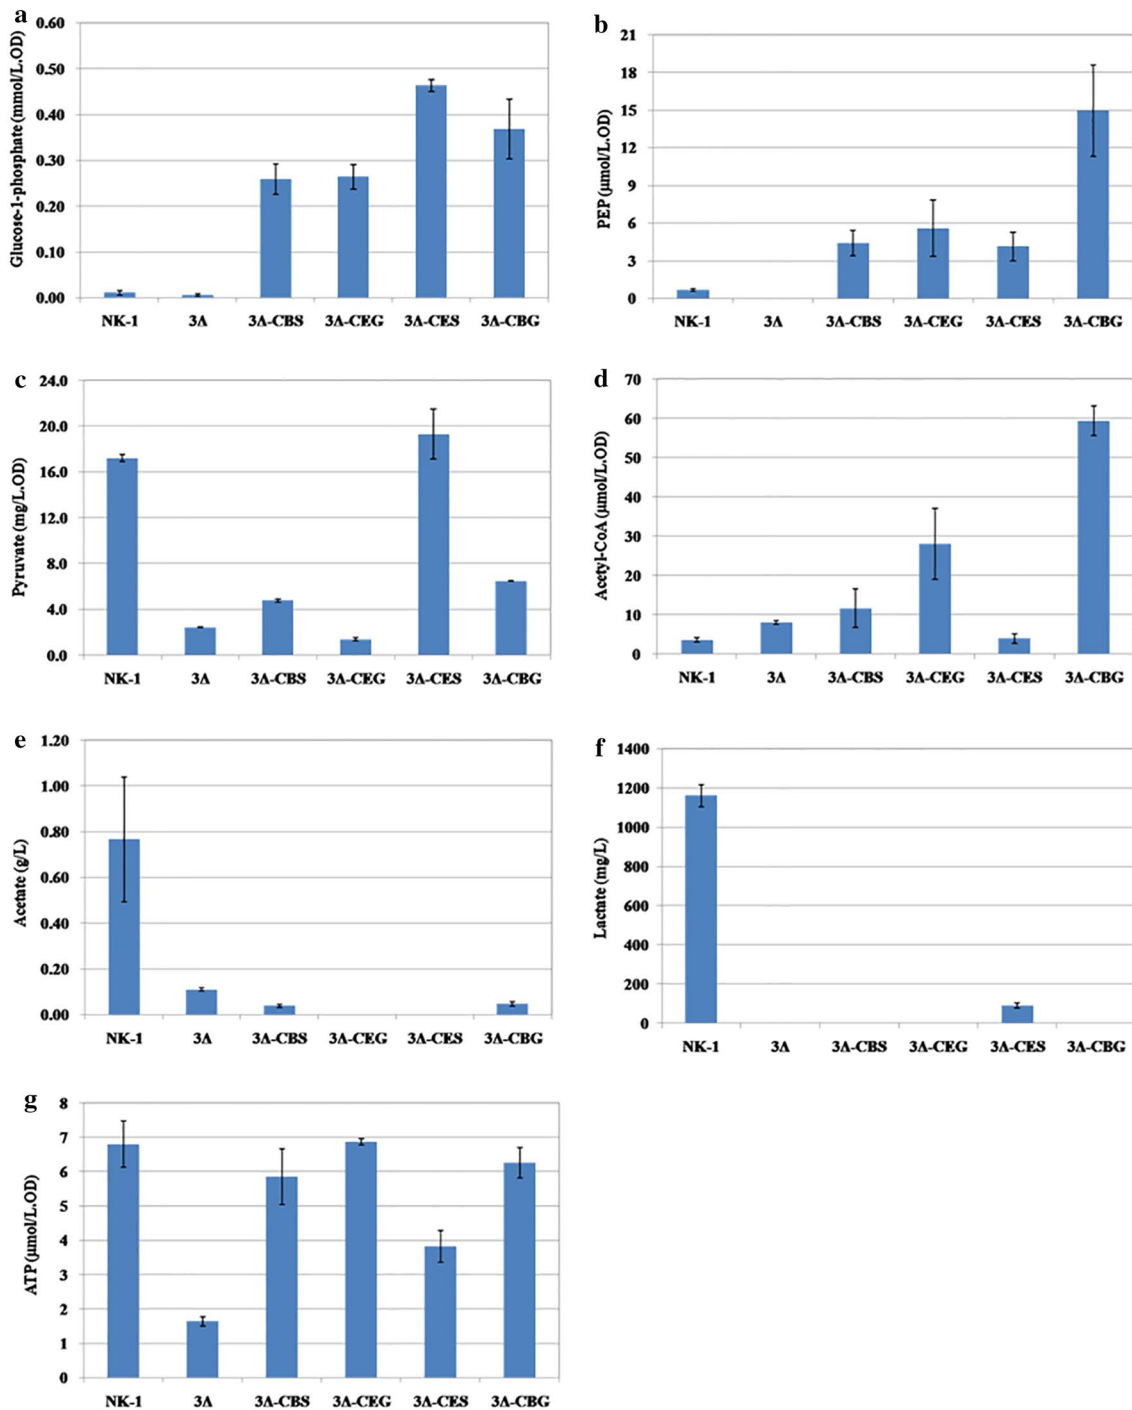 a
Glucose-1-phosphate (mmol/L.OD)
0.60
0.50
0.40
0.30
0.20
0.10
0.00
NK-1 3Δ 3Δ-CBS 3Δ-CEG 3Δ-CES 3Δ-CBG
b
PEP (µmol/L.OD)
21
18
15
12
9
6
3
0
NK-1 3Δ 3Δ-CBS 3Δ-CEG 3Δ-CES 3Δ-CBG
c
Pyruvate (mg/L.OD)
24.0
20.0
16.0
12.0
8.0
4.0
0.0
NK-1 3Δ 3Δ-CBS 3Δ-CEG 3Δ-CES 3Δ-CBG
d
Acetyl-CoA (µmol/L.OD)
70
60
50
40
30
20
10
0
NK-1 3Δ 3Δ-CBS 3Δ-CEG 3Δ-CES 3Δ-CBG
e
Acetate (g/L)
1.20
1.00
0.80
0.60
0.40
0.20
0.00
NK-1 3Δ 3Δ-CBS 3Δ-CEG 3Δ-CES 3Δ-CBG
f
Lactate (mg/L)
1400
1200
1000
800
600
400
200
0
NK-1 3Δ 3Δ-CBS 3Δ-CEG 3Δ-CES 3Δ-CBG
g
ATP (µmol/L.OD)
8
7
6
5
4
3
2
1
0
NK-1 3Δ 3Δ-CBS 3Δ-CEG 3Δ-CES 3Δ-CBG